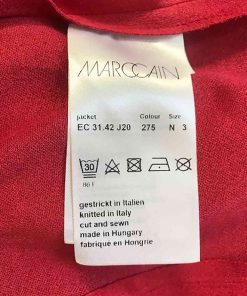 MARCCAIN
jacket Colour Size
EC 31.42 J20 275 N 3
30
gestrickt in Italien
knitted in Italy
cut and sewn
made in Hungary
fabriqué en Hongrie